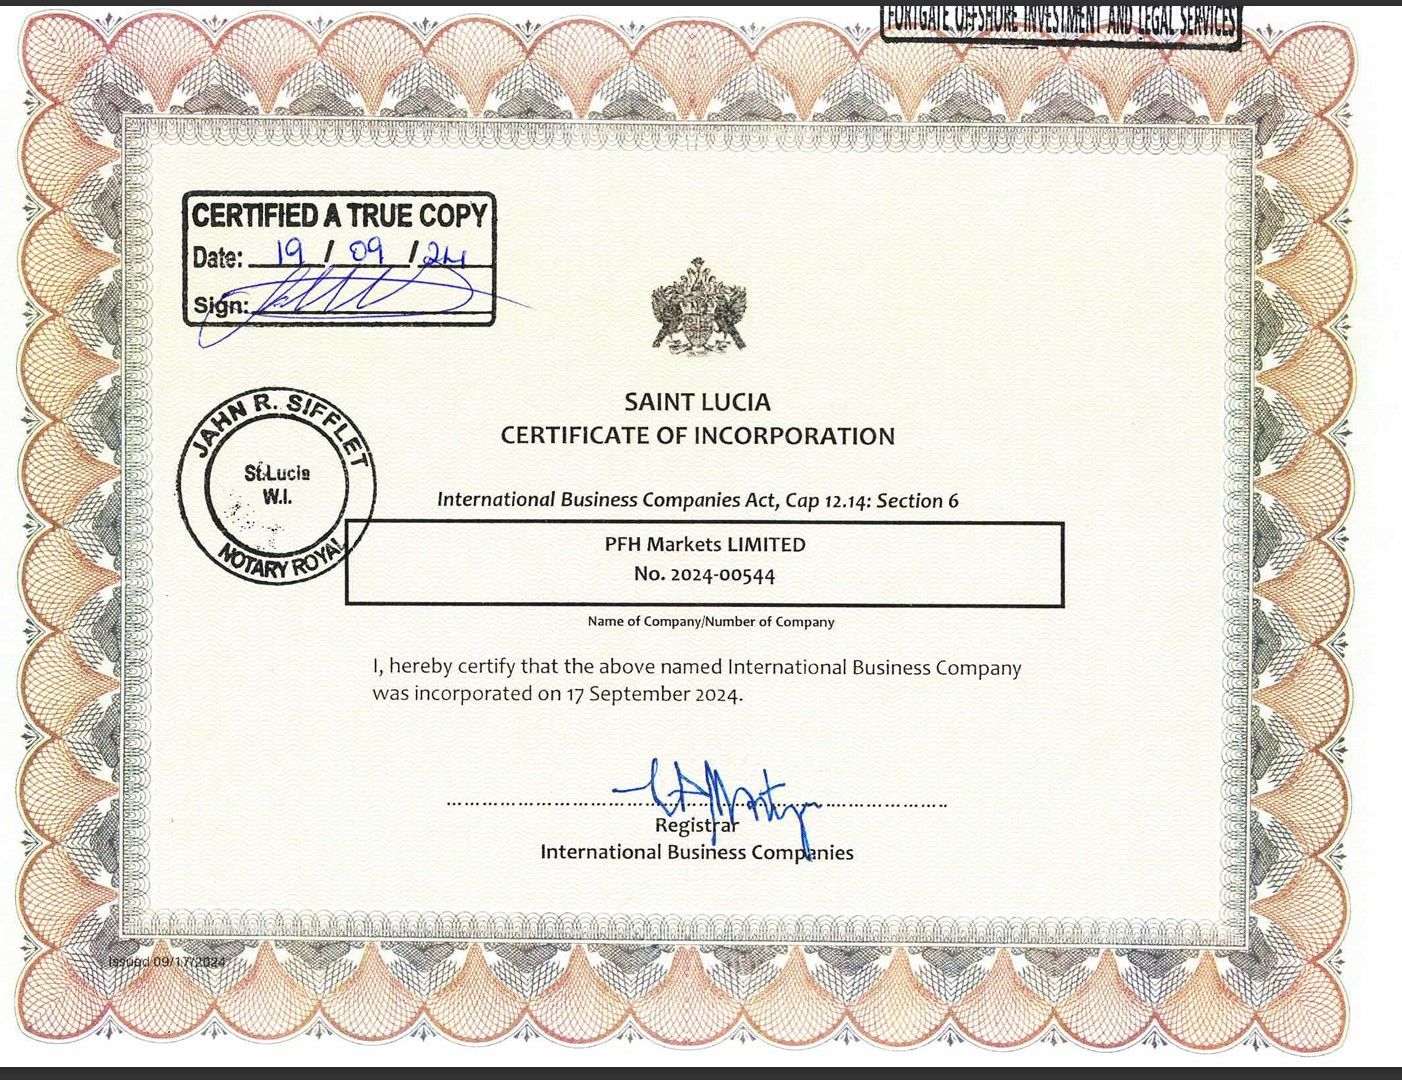 FORTGATE OFFSHORE INVESTMENT AND LEGAL SERVICES
CERTIFIED A TRUE COPY
Date: 19 / 09 / 24
Sign:
JAHN R. SIFFLET
St.Lucia
W.I.
NOTARY ROYAL
SAINT LUCIA
CERTIFICATE OF INCORPORATION
International Business Companies Act, Cap 12.14: Section 6
PFH Markets LIMITED
No. 2024-00544
Name of Company/Number of Company
I, hereby certify that the above named International Business Company
was incorporated on 17 September 2024.
Registrar
International Business Companies
Issued 09/17/2024